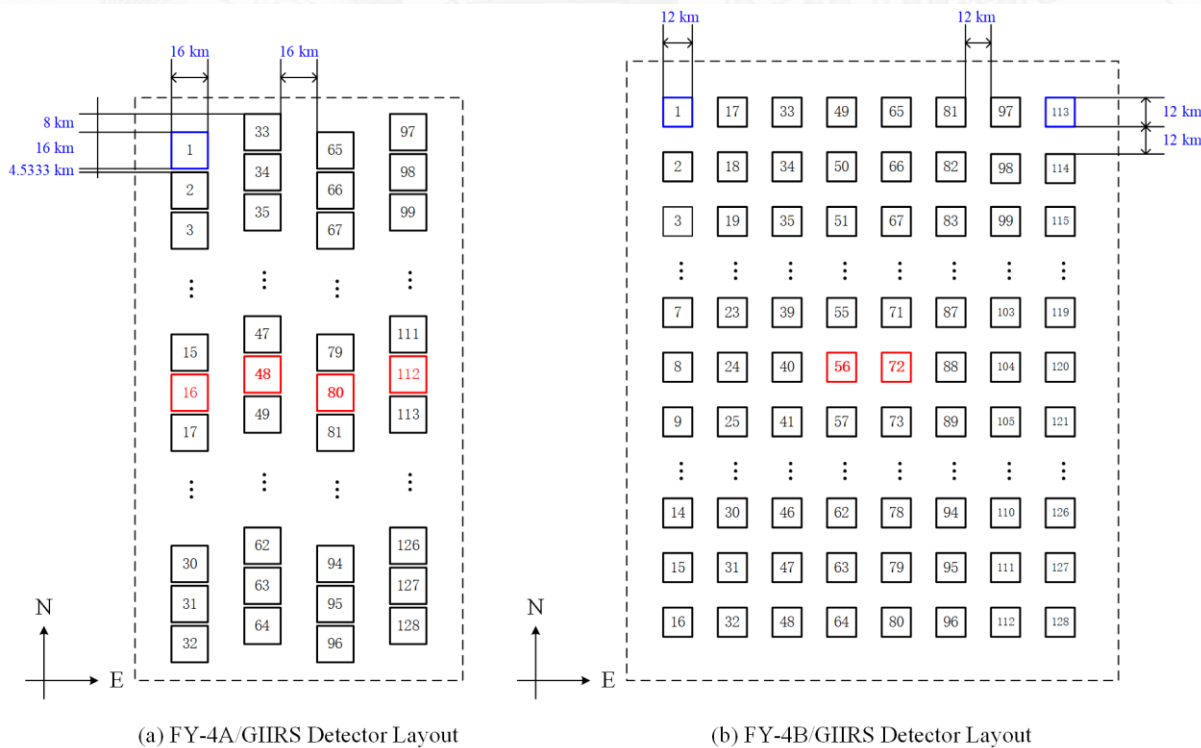 16 km
16 km
8 km
16 km
4.5333 km
1
2
3
⋮
15
16
17
⋮
30
31
32
33
34
35
⋮
47
48
49
⋮
62
63
64
65
66
67
⋮
79
80
81
⋮
94
95
96
97
98
99
⋮
111
112
113
⋮
126
127
128
N
E
(a) FY-4A/GIIRS Detector Layout
12 km
12 km
12 km
12 km
1 17 33 49 65 81 97 113
2 18 34 50 66 82 98 114
3 19 35 51 67 83 99 115
⋮ ⋮ ⋮ ⋮ ⋮ ⋮ ⋮ ⋮
7 23 39 55 71 87 103 119
8 24 40 56 72 88 104 120
9 25 41 57 73 89 105 121
⋮ ⋮ ⋮ ⋮ ⋮ ⋮ ⋮ ⋮
14 30 46 62 78 94 110 126
15 31 47 63 79 95 111 127
16 32 48 64 80 96 112 128
N
E
(b) FY-4B/GIIRS Detector Layout